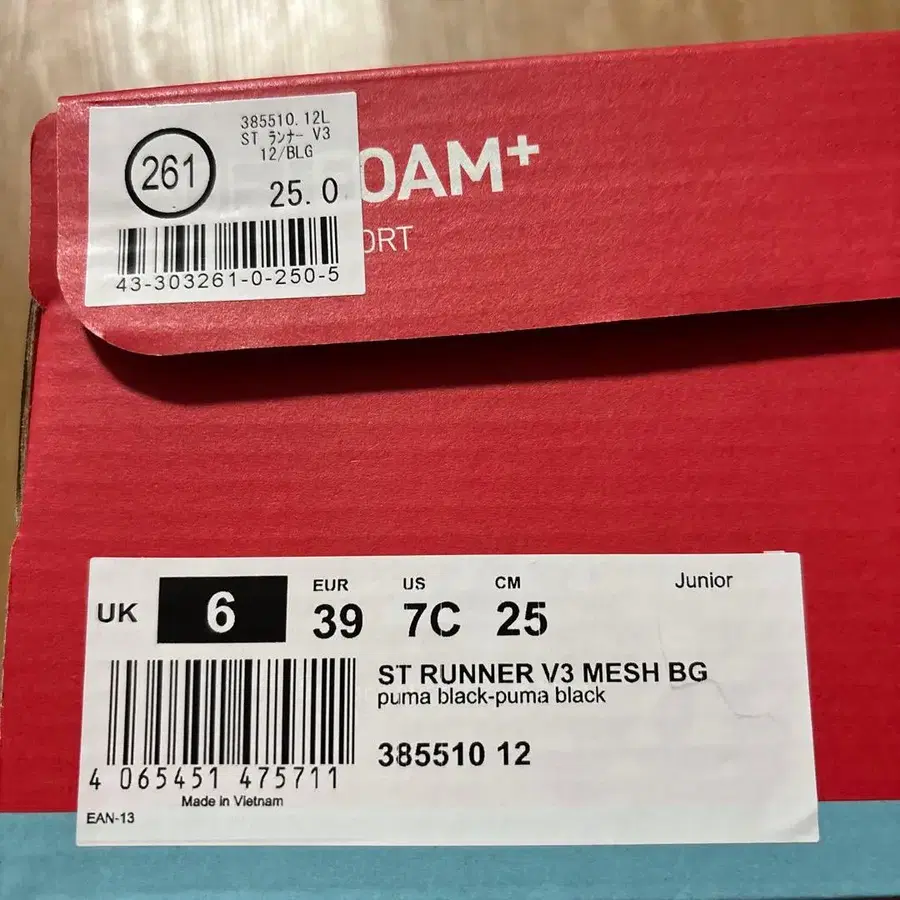 385510.12L
ST ランナー V3
12/BLG
261
25.0
43-303261-0-250-5
OAM+
ORT
UK 6
EUR 39
US 7C
CM 25
Junior
ST RUNNER V3 MESH BG
puma black-puma black
385510 12
4 065451 475711
Made in Vietnam
EAN-13